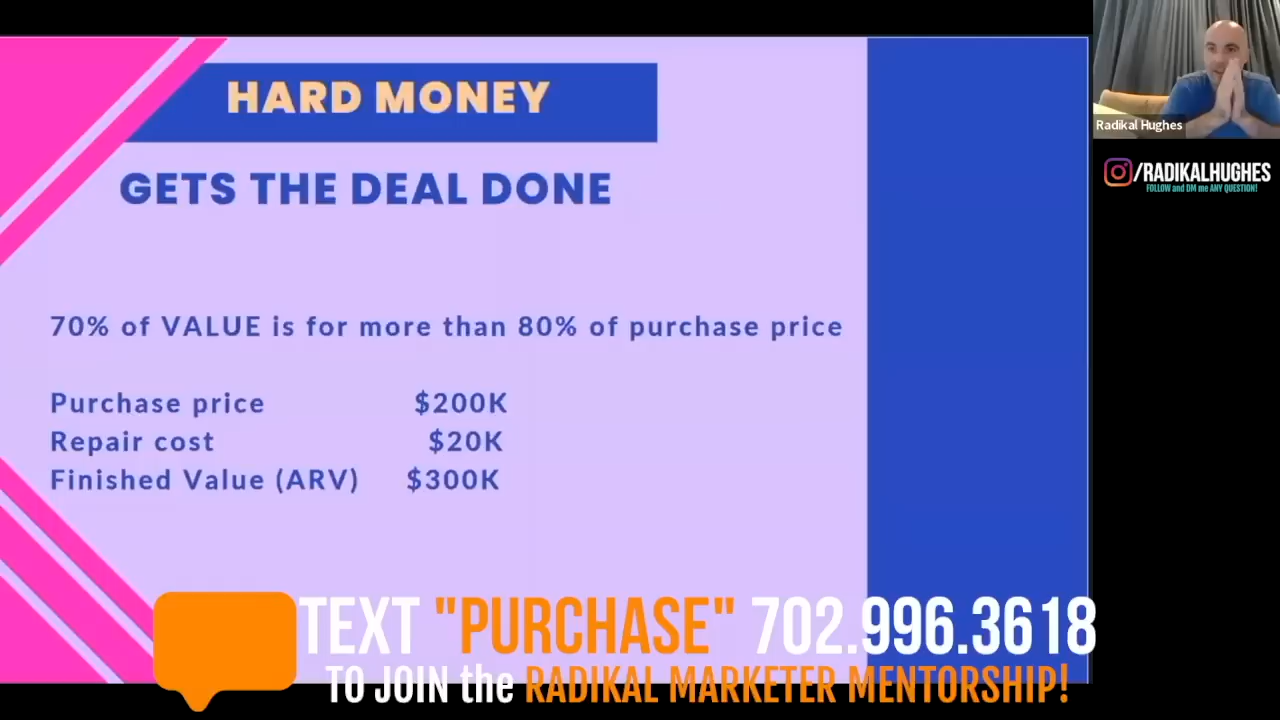 HARD MONEY
GETS THE DEAL DONE
70% of VALUE is for more than 80% of purchase price
Purchase price $200K
Repair cost $20K
Finished Value (ARV) $300K
Radikal Hughes
/RADIKALHUGHES
FOLLOW and DM me ANY QUESTION!
TEXT "PURCHASE" 702.996.3618
TO JOIN the RADIKAL MARKETER MENTORSHIP!